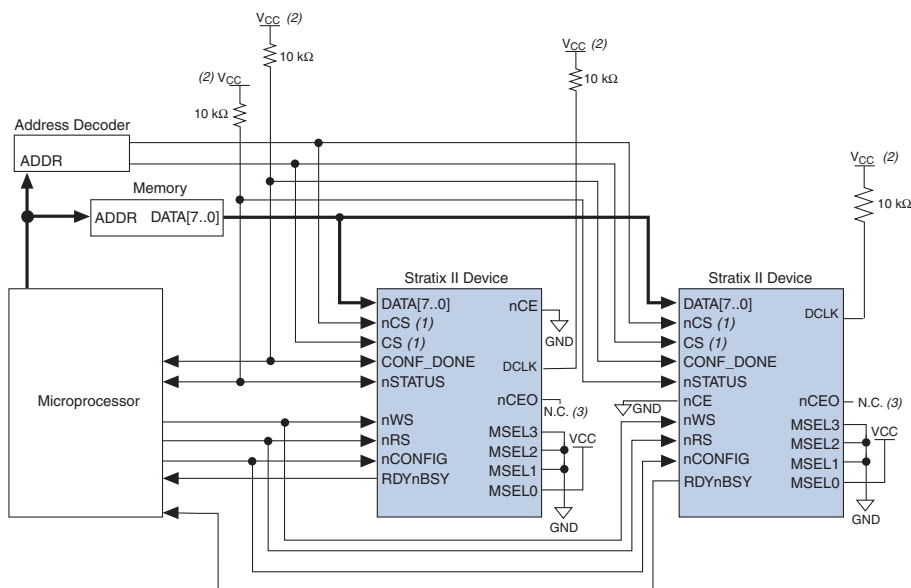 VCC (2)
10 kΩ
VCC (2)
10 kΩ
(2) VCC
10 kΩ
Address Decoder
ADDR
VCC (2)
10 kΩ
Memory
ADDR DATA[7..0]
Stratix II Device
DATA[7..0]
nCS (1)
CS (1)
CONF_DONE
nSTATUS
nWS
nRS
nCONFIG
RDYnBSY
nCE
GND
DCLK
nCEO
N.C. (3)
MSEL3
MSEL2
MSEL1
MSEL0
VCC
GND
Stratix II Device
DATA[7..0]
nCS (1)
CS (1)
CONF_DONE
nSTATUS
nCE
GND
nWS
nRS
nCONFIG
RDYnBSY
DCLK
nCEO
N.C. (3)
MSEL3
MSEL2
MSEL1
MSEL0
VCC
GND
Microprocessor